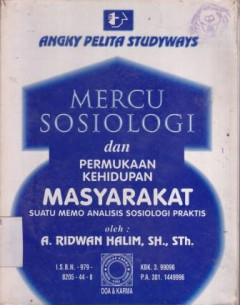 ANGKY PELITA STUDYWAYS
MERCU
SOSIOLOGI
dan
PERMUKAAN
KEHIDUPAN
MASYARAKAT
SUATU MEMO ANALISIS SOSIOLOGI PRAKTIS
oleh :
A. RIDWAN HALIM, SH., STh.
I.S.B.N. - 979 -
8205 - 44 - 8
KBK. 3. 99096
P.A. 301. 1449996
DOA & KARMA